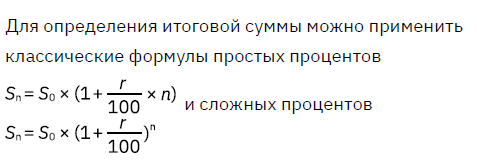 Для определения итоговой суммы можно применить
классические формулы простых процентов
Sₙ = S₀ × (1 + r/100 × n) и сложных процентов
Sₙ = S₀ × (1 + r/100)ⁿ